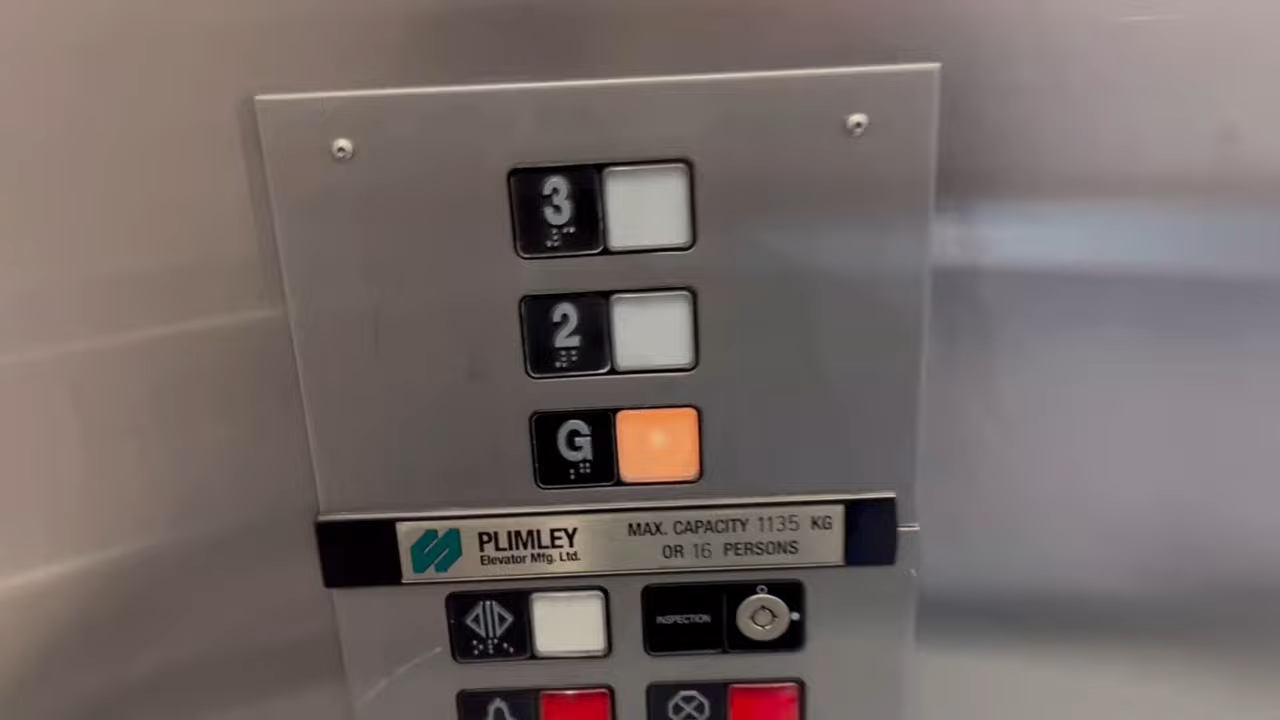 3
2
G
PLIMLEY
Elevator Mfg. Ltd.
MAX. CAPACITY 1135 KG
OR 16 PERSONS
INSPECTION